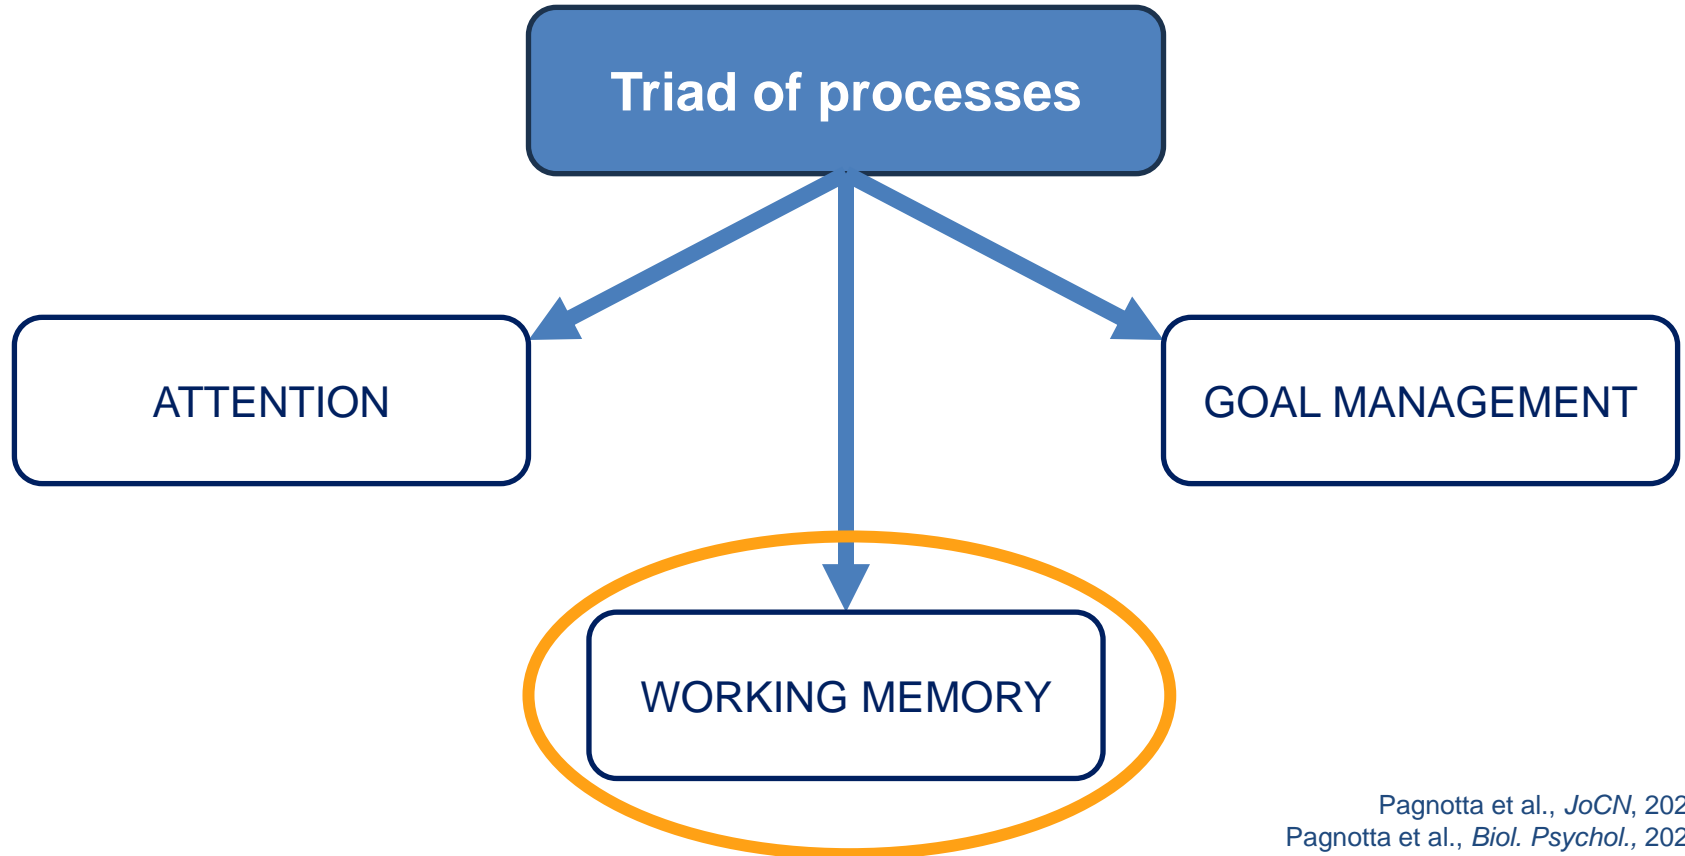 Triad of processes
ATTENTION
GOAL MANAGEMENT
WORKING MEMORY
Pagnotta et al., JoCN,
Pagnotta et al., Biol. Psychol.,